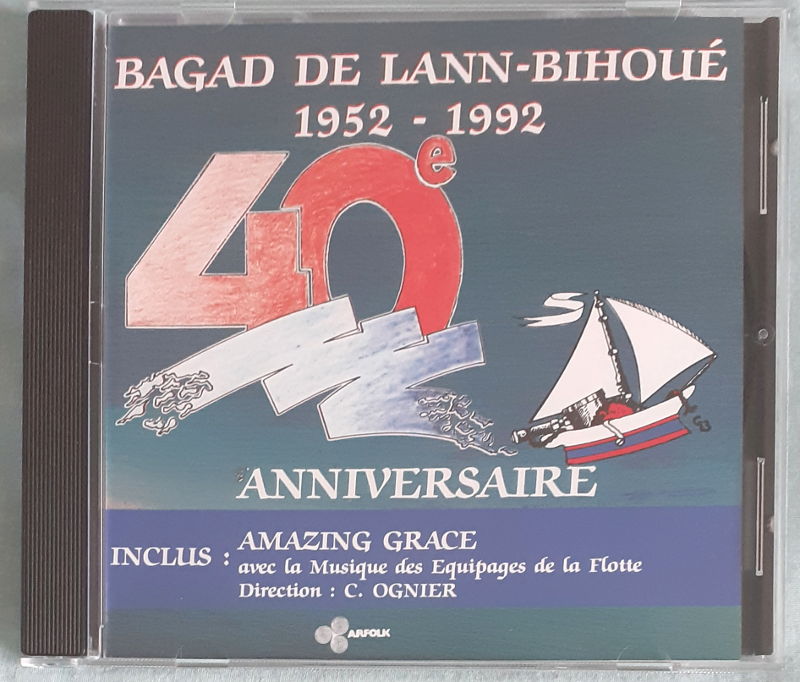 BAGAD DE LANN-BIHOUÉ
1952 - 1992
40e
ANNIVERSAIRE
INCLUS : AMAZING GRACE
avec la Musique des Equipages de la Flotte
Direction : C. OGNIER
ARFOLK